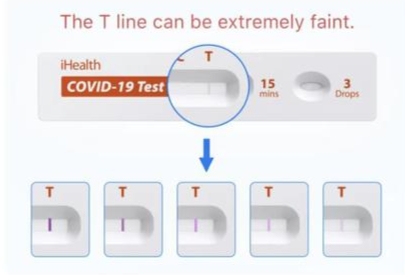 The T line can be extremely faint.
iHealth
COVID-19 Test
T
15
mins
3
Drops
T
T
T
T
T